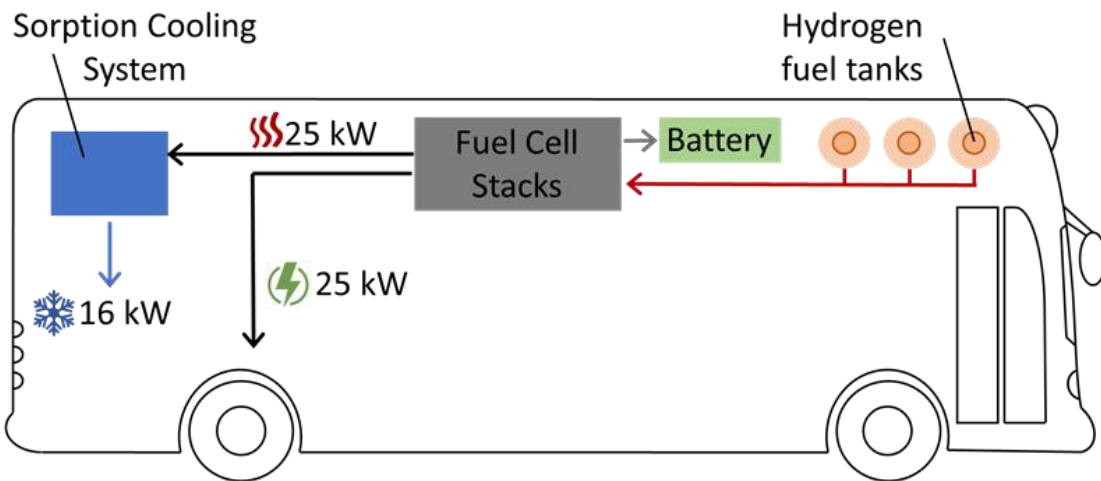 Sorption Cooling
System
Hydrogen
fuel tanks
25 kW
Fuel Cell
Stacks
Battery
25 kW
16 kW